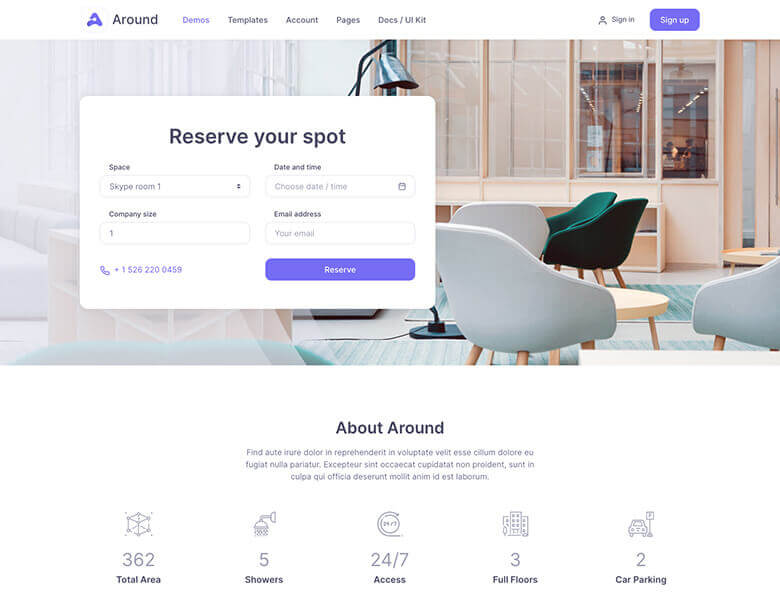 Around
Demos
Templates
Account
Pages
Docs / UI Kit
Sign in
Sign up
Reserve your spot
Space
Date and time
Skype room 1
Choose date / time
Company size
Email address
1
Your email
+ 1 526 220 0459
Reserve
About Around
Find aute irure dolor in reprehenderit in voluptate velit esse cillum dolore eu
fugiat nulla pariatur. Excepteur sint occaecat cupidatat non proident, sunt in
culpa qui officia deserunt mollit anim id est laborum.
24/7
P
362
5
24/7
3
2
Total Area
Showers
Access
Full Floors
Car Parking